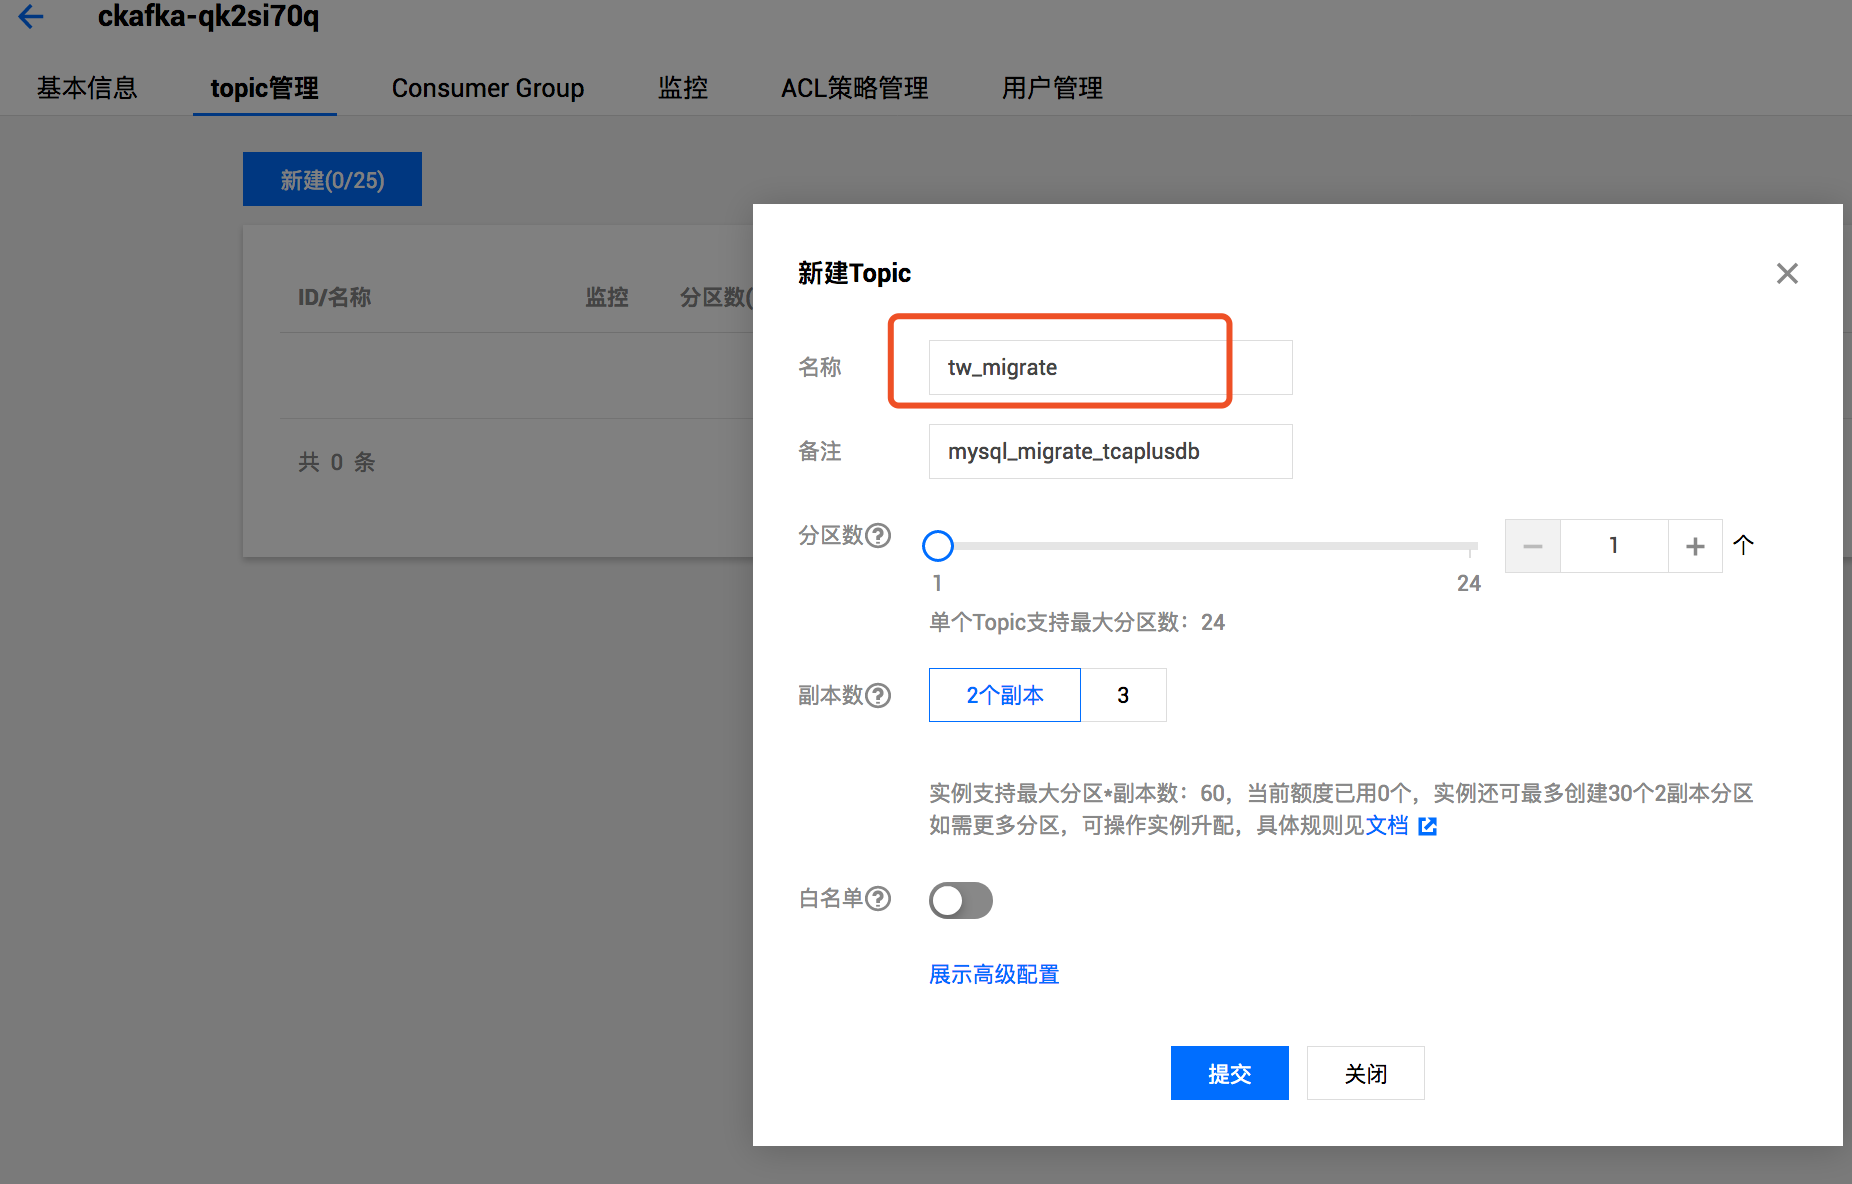 ckafka-qk2si70q
基本信息 topic管理 Consumer Group 监控 ACL策略管理 用户管理
新建(0/25)
ID/名称 监控 分区数(
共 0 条
新建Topic
名称 tw_migrate
备注 mysql_migrate_tcaplusdb
分区数 1 个
1 24
单个Topic支持最大分区数：24
副本数 2个副本 3
实例支持最大分区*副本数：60，当前额度已用0个，实例还可最多创建30个2副本分区
如需更多分区，可操作实例升配，具体规则见文档
白名单
展示高级配置
提交 关闭